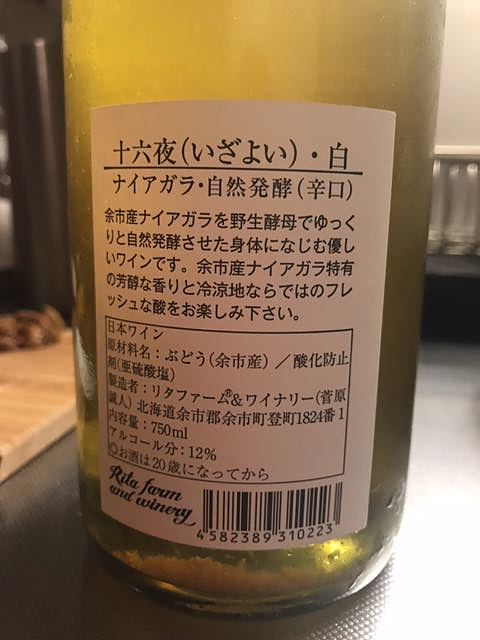 十六夜(いざよい)・白
ナイアガラ・自然発酵(辛口)
余市産ナイアガラを野生酵母でゆっく
りと自然発酵させた身体になじむ優し
いワインです。余市産ナイアガラ特有
の芳醇な香りと冷涼地ならではのフレ
ッシュな酸をお楽しみ下さい。
日本ワイン
原材料名：ぶどう(余市産)／酸化防止
剤(亜硫酸塩)
製造者：リタファーム®&ワイナリー(菅原
誠人) 北海道余市郡余市町登町1824番1
内容量：750ml
アルコール分：12%
◎お酒は20歳になってから
Rita farm
and winery
4582389310223